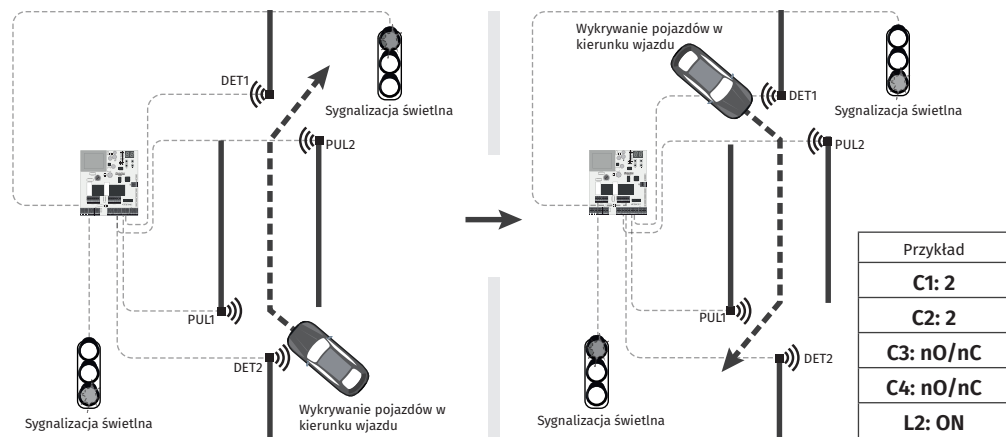 DET1
Sygnalizacja świetlna
PUL2
PUL1
DET2
Sygnalizacja świetlna
Wykrywanie pojazdów w
kierunku wjazdu
Wykrywanie pojazdów w
kierunku wjazdu
DET1
Sygnalizacja świetlna
PUL2
PUL1
DET2
Sygnalizacja świetlna
Przykład
C1: 2
C2: 2
C3: nO/nC
C4: nO/nC
L2: ON